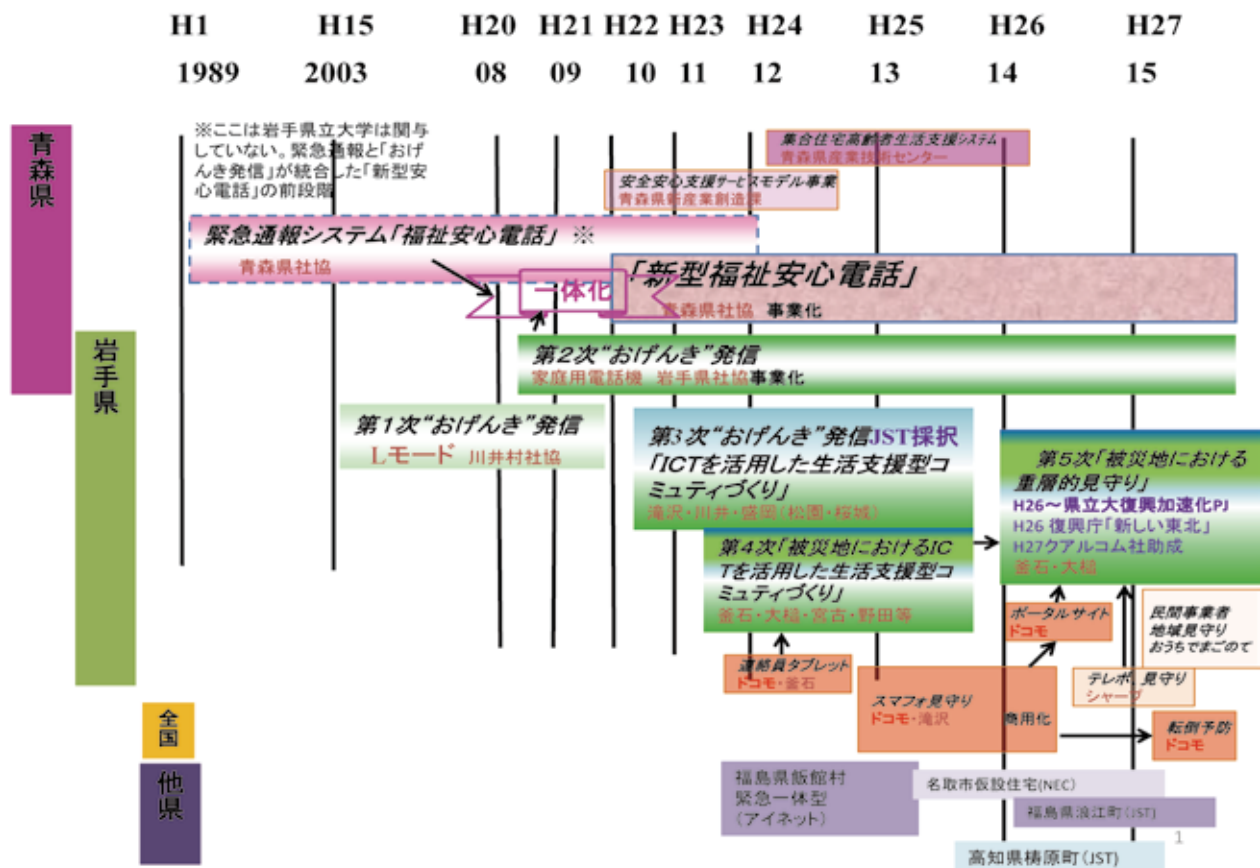 H1 H15 H20 H21 H22 H23 H24 H25 H26 H27
1989 2003 08 09 10 11 12 13 14 15
青森県
※ここは岩手県立大学は関与
していない。緊急通報と「おげ
んき発信」が統合した「新型安
心電話」の前段階
集合住宅高齢者生活支援システム
青森県産業技術センター
安全安心支援サービスモデル事業
青森県新産業創造課
緊急通報システム「福祉安心電話」 ※
青森県社協
一体化
「新型福祉安心電話」
青森県社協 事業化
岩手県
第2次“おげんき”発信
家庭用電話機 岩手県社協事業化
第1次“おげんき”発信
Lモード 川井村社協
第3次“おげんき”発信JST採択
「ICTを活用した生活支援型コ
ミュティづくり」
滝沢・川井・盛岡(松園・桜城)
第4次「被災地におけるIC
Tを活用した生活支援型コ
ミュティづくり」
釜石・大槌・宮古・野田等
第5次「被災地における
重層的見守り」
H26～県立大復興加速化PJ
H26 復興庁「新しい東北」
H27クアルコム社助成
釜石・大槌
ポータルサイト
ドコモ
民間事業者
地域見守り
おうちでまごのて
連絡員タブレット
ドコモ・釜石
テレポ 見守り
シャープ
スマフォ見守り
ドコモ・滝沢
商用化
転倒予防
ドコモ
全国
他県
福島県飯館村
緊急一体型
(アイネット)
名取市仮設住宅(NEC)
福島県浪江町(JST)
1
高知県梼原町(JST)